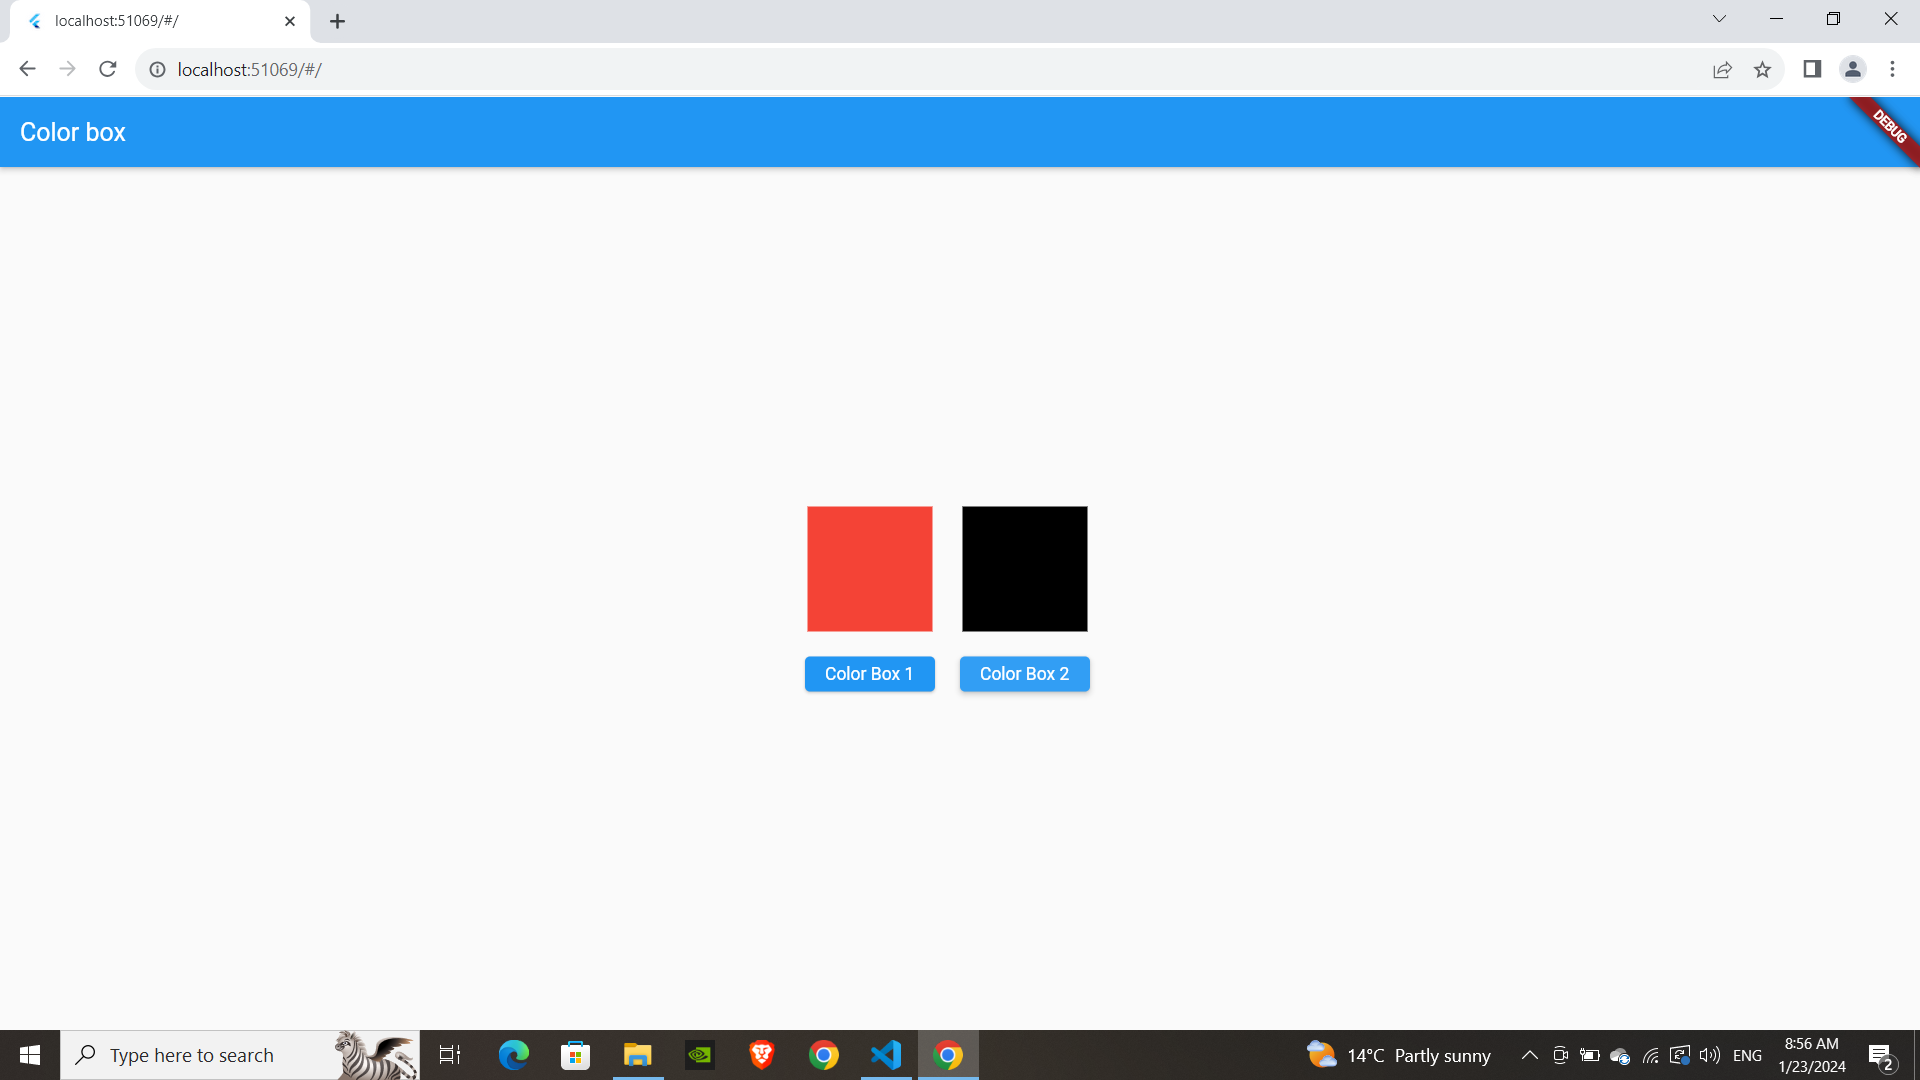 localhost:51069/#/
localhost:51069/#/
Color box
DEBUG
Color Box 1
Color Box 2
Type here to search
14°C Partly sunny
ENG
8:56 AM
1/23/2024
2